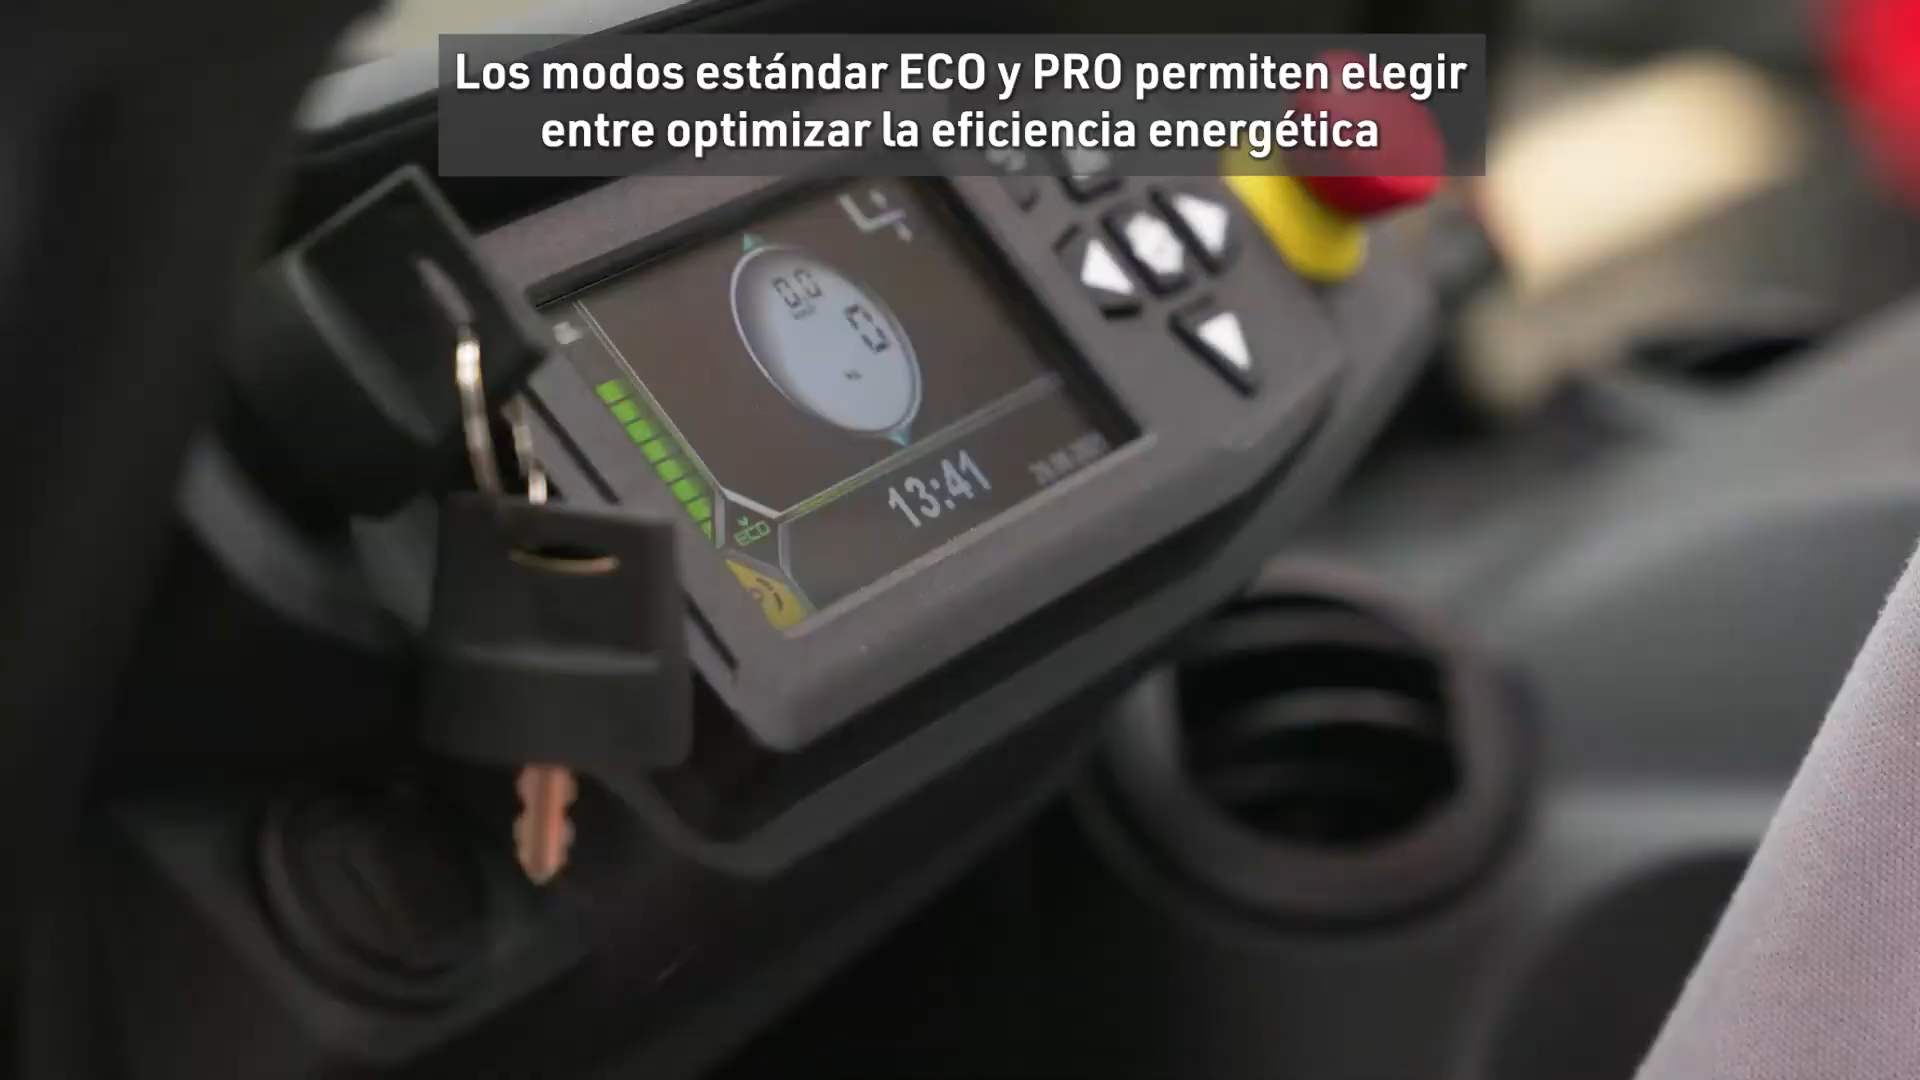 Los modos estándar ECO y PRO permiten elegir
entre optimizar la eficiencia energética
0.0
0
13:41
eco